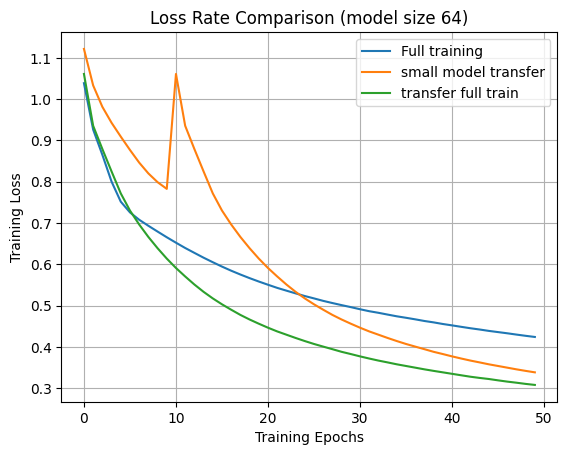 Loss Rate Comparison (model size 64)
Full training
small model transfer
transfer full train
Training Loss
1.1
1.0
0.9
0.8
0.7
0.6
0.5
0.4
0.3
0
10
20
30
40
50
Training Epochs